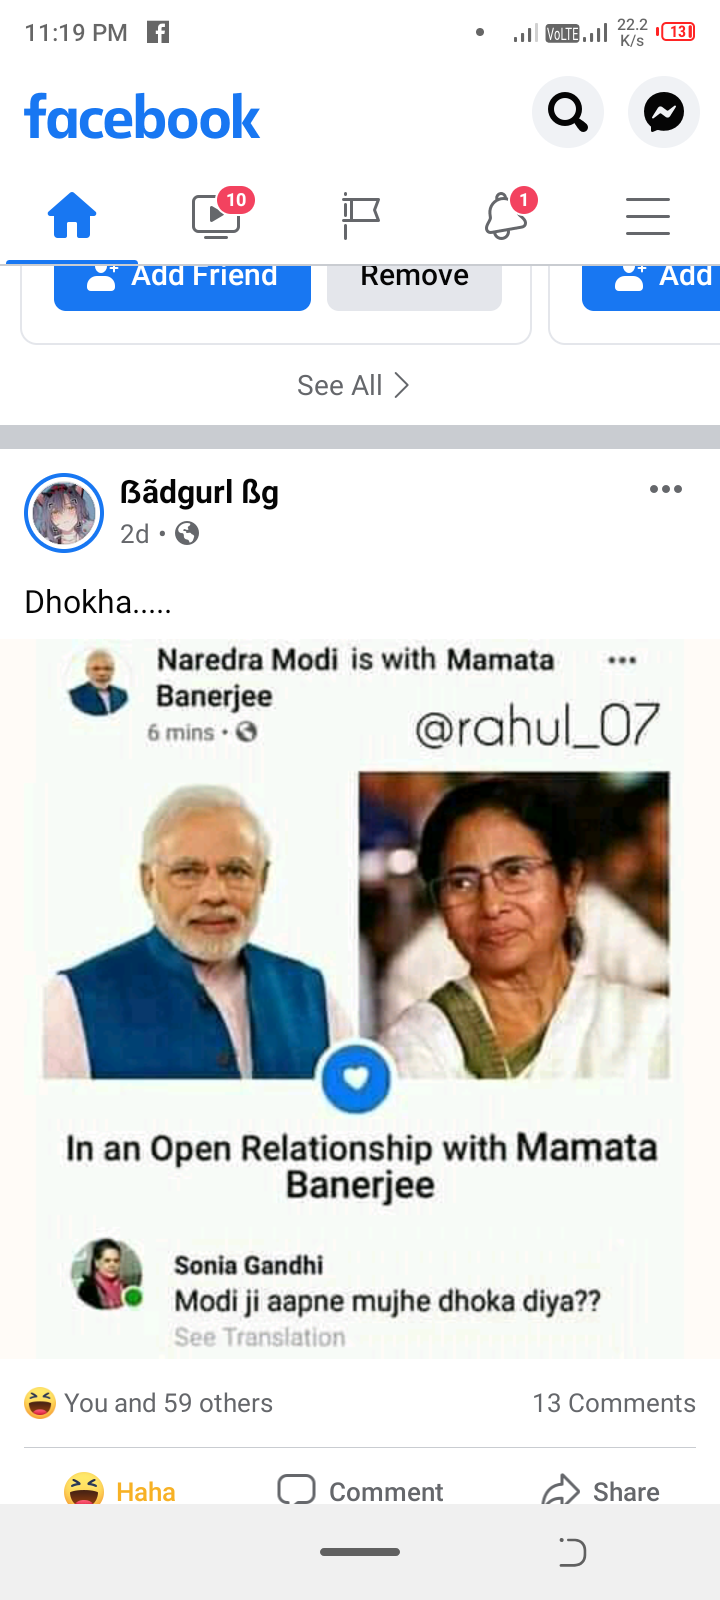 11:19 PM
VoLTE
22.2
K/s
13
facebook
10
1
Add Friend
Remove
Add
See All
ßãdgurl ßg
2d •
Dhokha.....
Naredra Modi is with Mamata
Banerjee
6 mins •
@rahul_07
In an Open Relationship with Mamata
Banerjee
Sonia Gandhi
Modi ji aapne mujhe dhoka diya??
See Translation
You and 59 others
13 Comments
Haha
Comment
Share